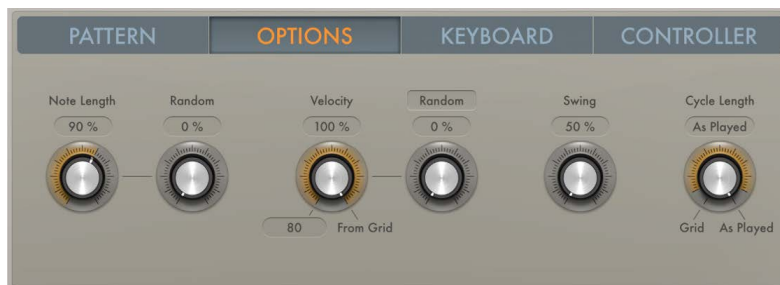 PATTERN OPTIONS KEYBOARD CONTROLLER
Note Length Random Velocity Random Swing Cycle Length
90 % 0 % 100 % 0 % 50 % As Played
80 From Grid Grid As Played